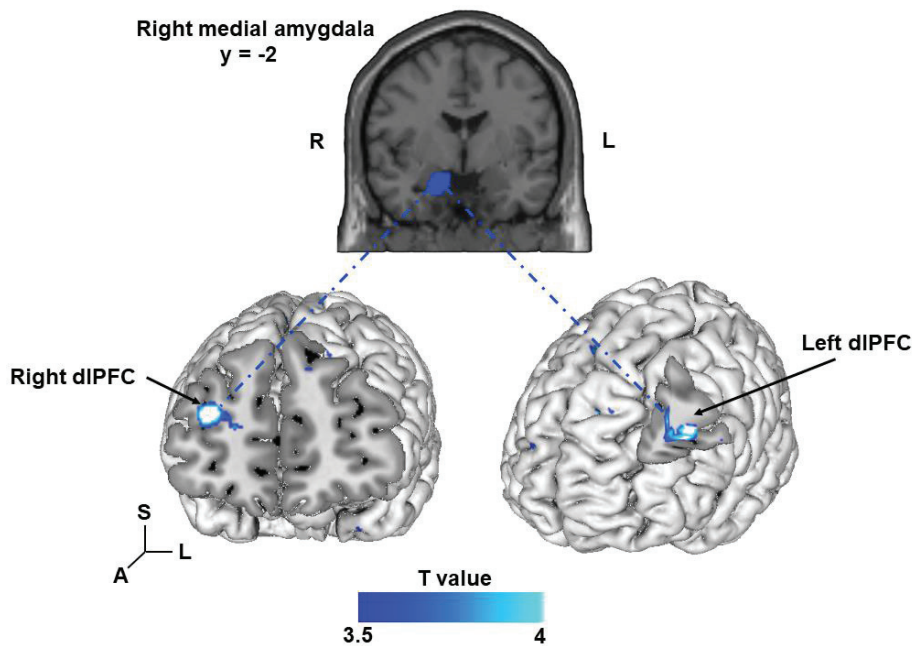 Right medial amygdala
y = -2
R
L
Left dlPFC
Right dlPFC
S
L
A
T value
3.5
4